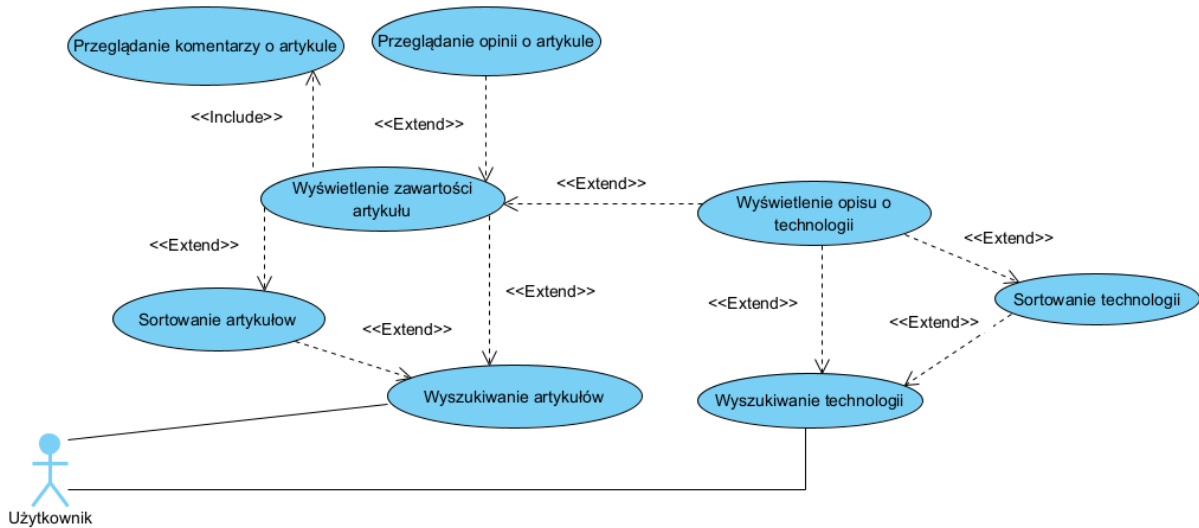 Przeglądanie komentarzy o artykule
Przeglądanie opinii o artykule
<<Include>>
<<Extend>>
Wyświetlenie zawartości
artykułu
<<Extend>>
Wyświetlenie opisu o
technologii
<<Extend>>
<<Extend>>
<<Extend>>
<<Extend>>
Sortowanie artykułow
Sortowanie technologii
<<Extend>>
<<Extend>>
Wyszukiwanie artykułów
Wyszukiwanie technologii
Użytkownik